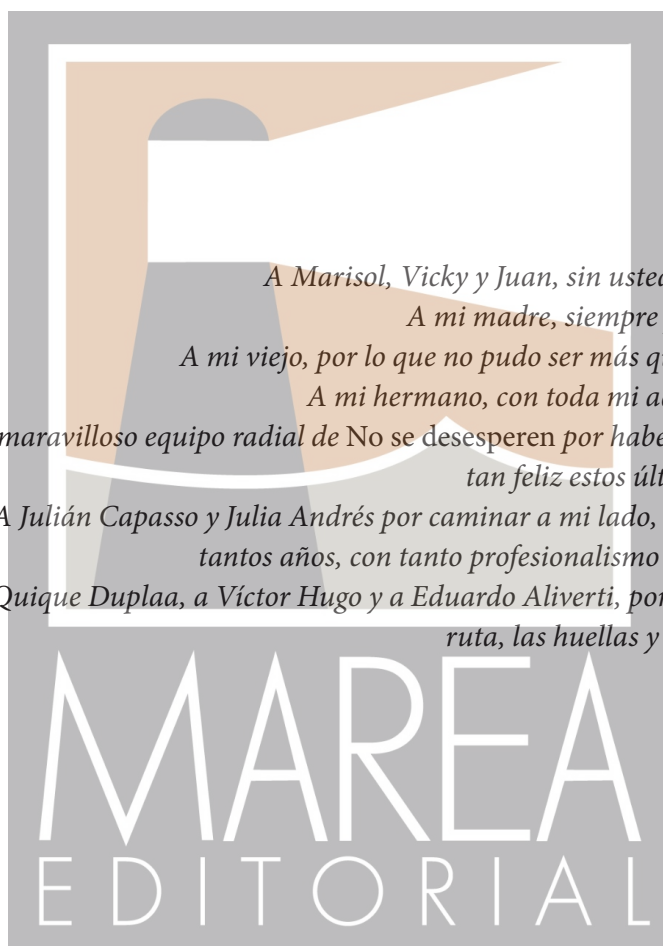 A Marisol, Vicky y Juan, sin
A mi madre, siempre
A mi viejo, por lo que no pudo ser más
A mi hermano, con toda mi
maravilloso equipo radial de No se desesperen por
tan feliz estos
A Julián Capasso y Julia Andrés por caminar a mi lado,
tantos años, con tanto profesionalismo
Quique Duplaa, a Víctor Hugo y a Eduardo Aliverti, por
ruta, las huellas y
MAREA
EDITORIAL